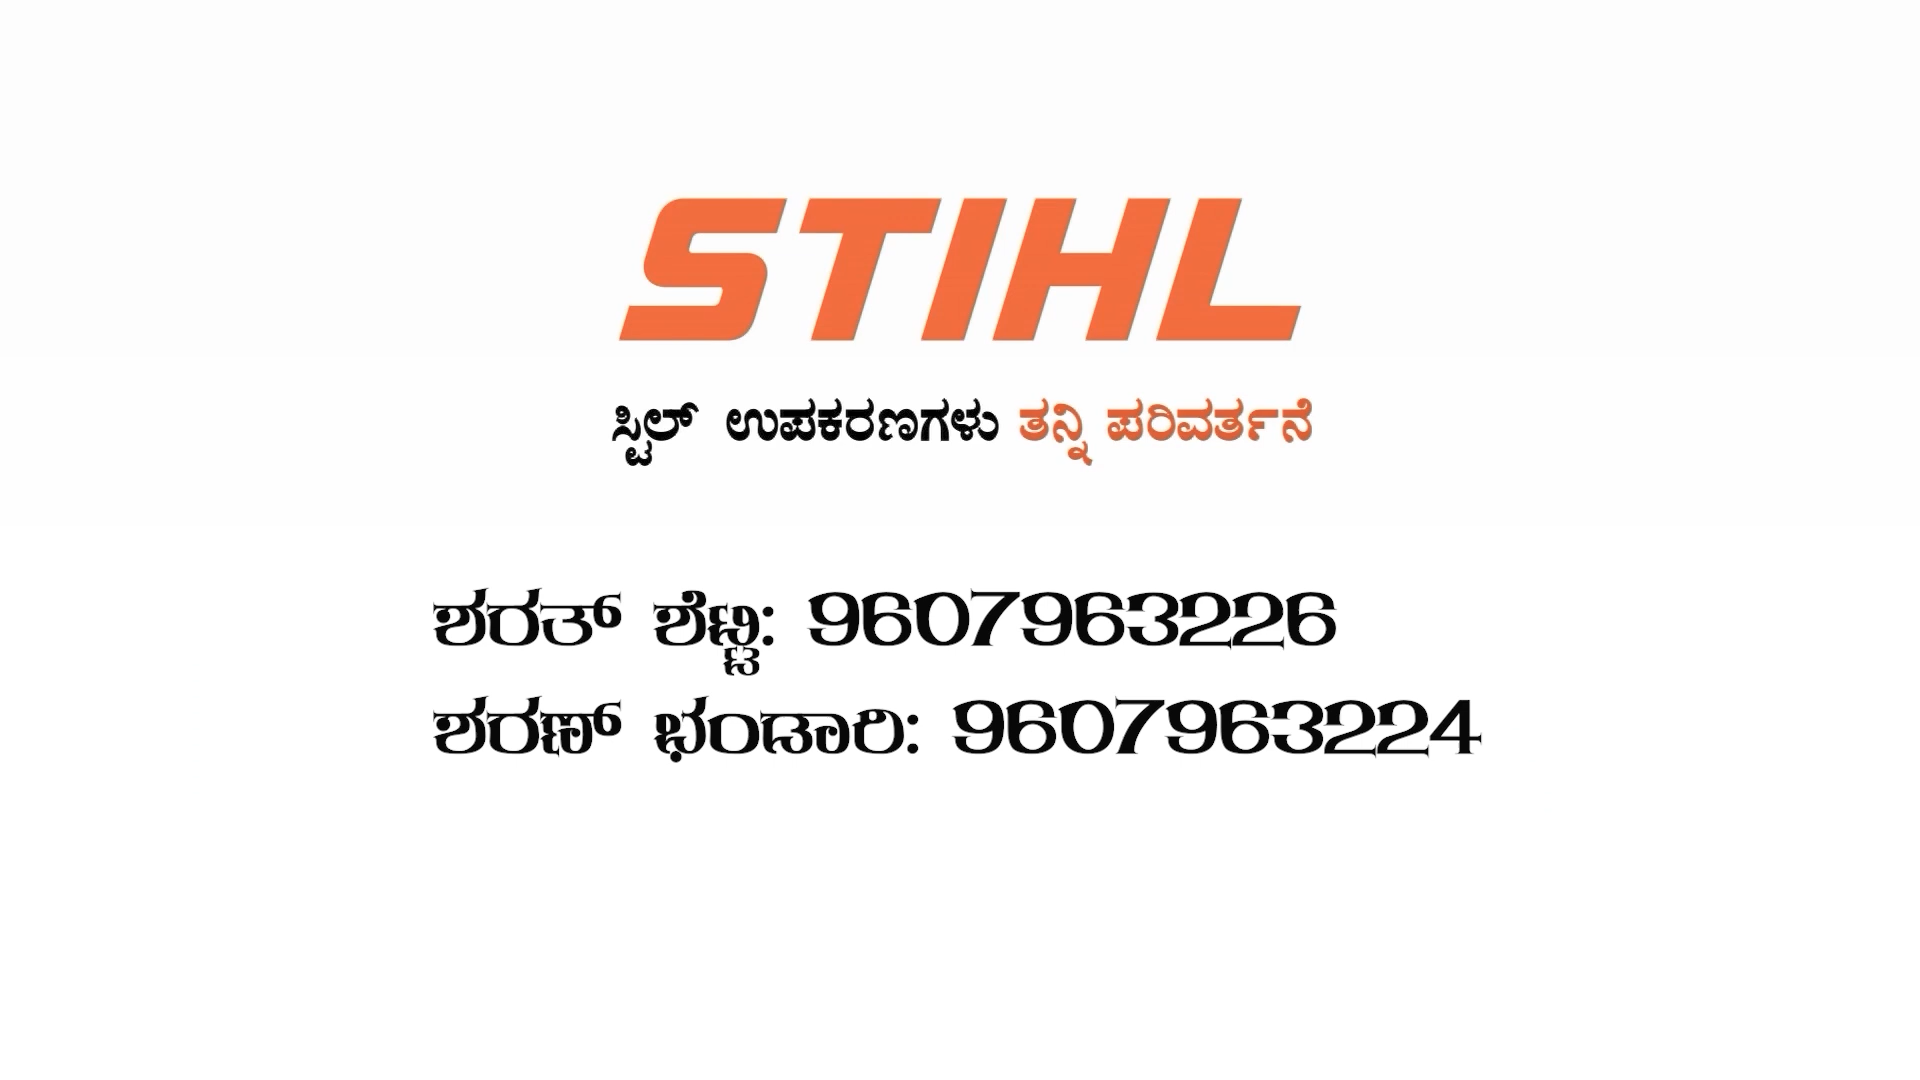 STIHL
ಸ್ಟಿಲ್ ಉಪಕರಣಗಳು ತನ್ನಿ ಪರಿವರ್ತನೆ
ಶರತ್ ಶೆಟ್ಟಿ: 9607963226
ಶರಣ್ ಭಂಡಾರಿ: 9607963224